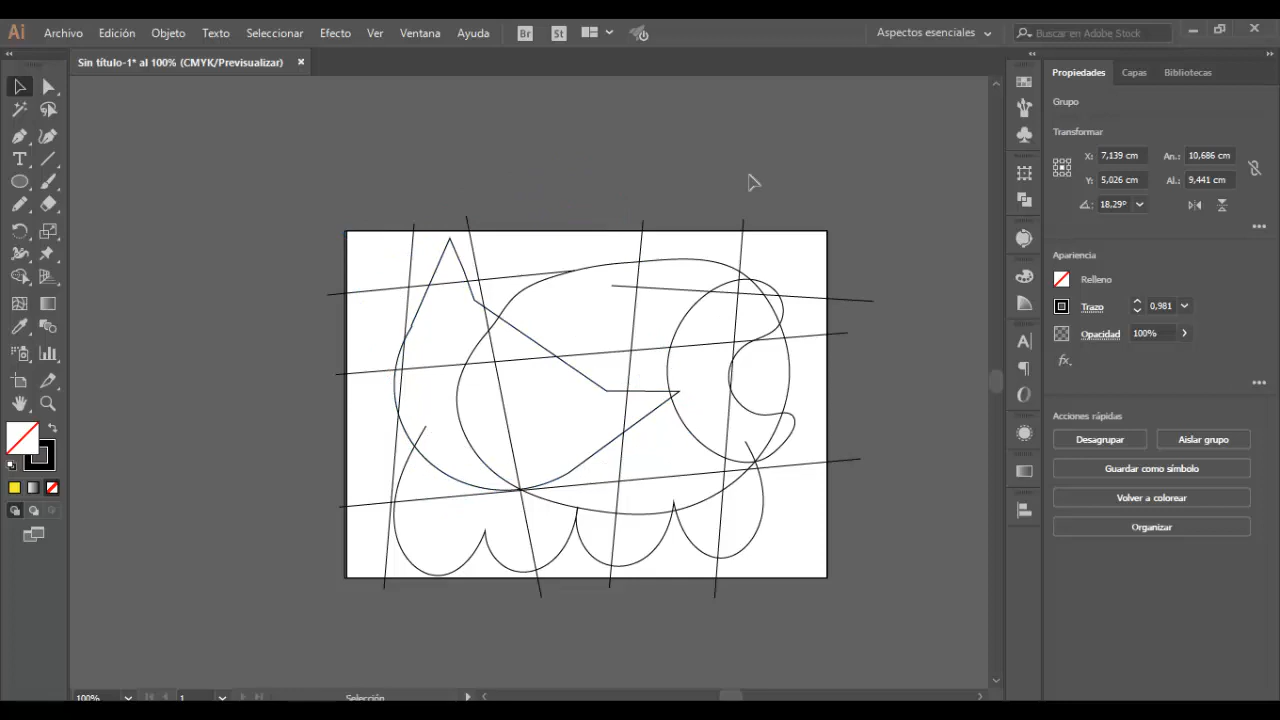 Ai Archivo Edición Objeto Texto Seleccionar Efecto Ver Ventana Ayuda Br St Aspectos esenciales Buscar en Adobe Stock
Sin título-1* al 100% (CMYK/Previsualizar)
Propiedades Capas Bibliotecas
Grupo
Transformar
X: 7,139 cm An.: 10,686 cm
Y: 5,026 cm Al.: 9,441 cm
18.29°
Apariencia
Relleno
Trazo 0,981
Opacidad 100%
fx.
Acciones rápidas
Desagrupar Aislar grupo
Guardar como símbolo
Volver a colorear
Organizar
100% 1 Selección